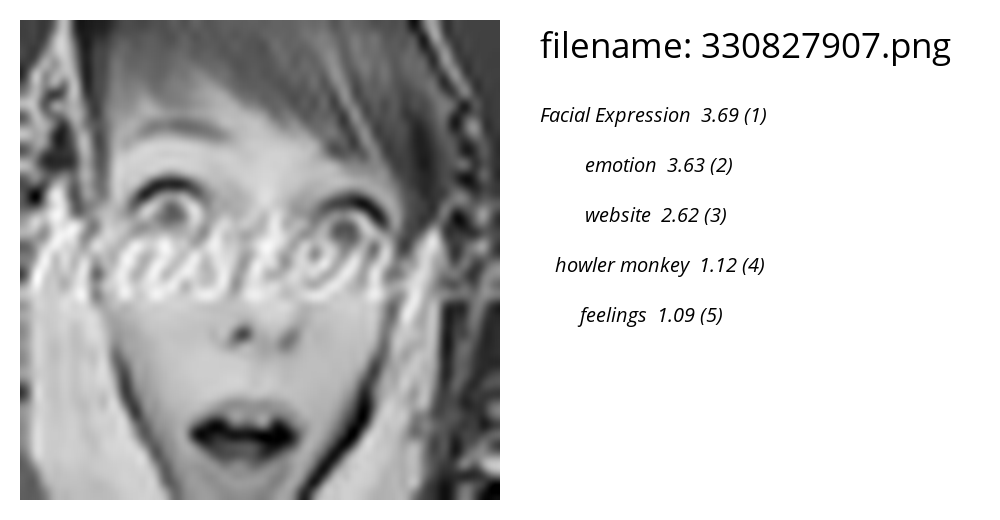 filename: 330827907.png
Facial Expression 3.69 (1)
emotion 3.63 (2)
website 2.62 (3)
howler monkey 1.12 (4)
feelings 1.09 (5)